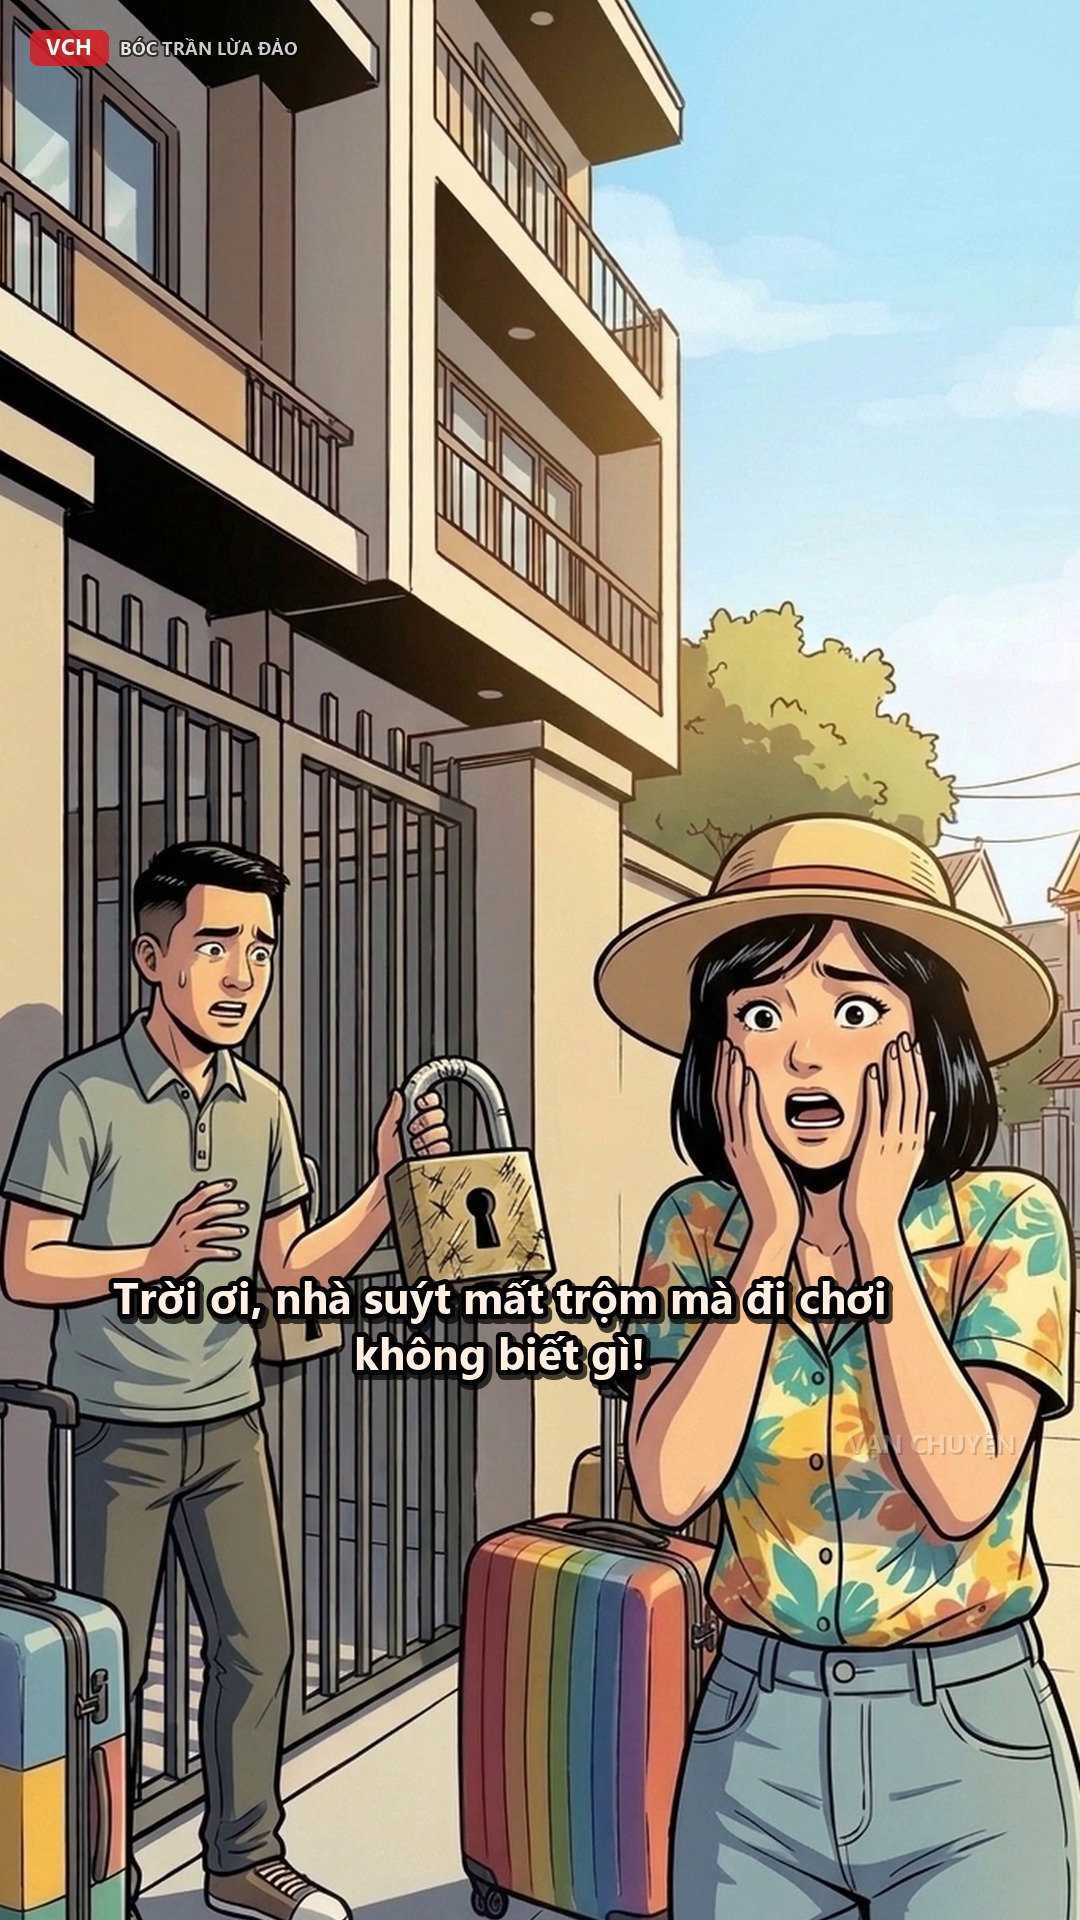 VCH BÓC TRẦN LỪA ĐẢO
Trời ơi, nhà suýt mất trộm mà đi chơi
không biết gì!
VẠN CHUYỆN